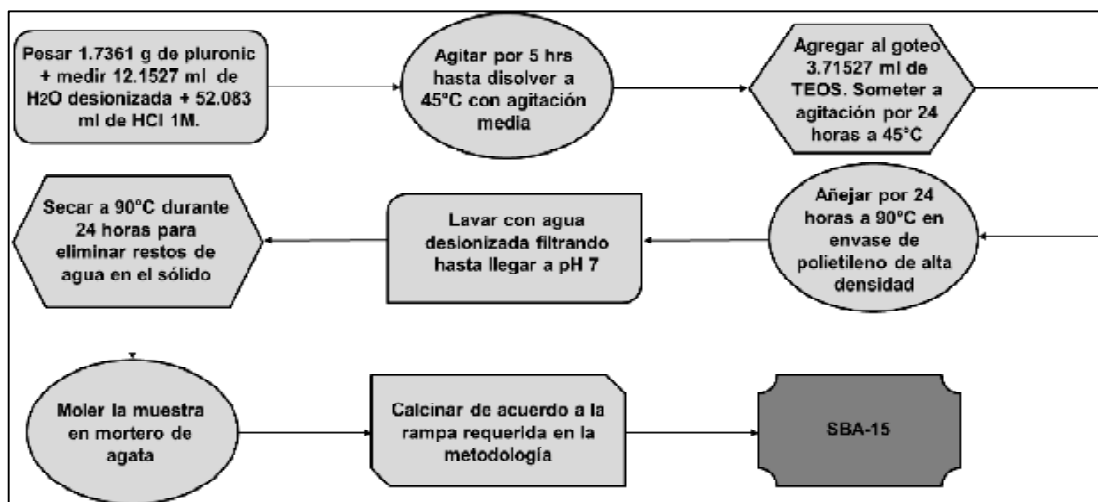 Pesar 1.7361 g de pluronic
+ medir 12.1527 ml de
H2O desionizada + 52.083
ml de HCl 1M.
Agitar por 5 hrs
hasta disolver a
45°C con agitación
media
Agregar al goteo
3.71527 ml de
TEOS. Someter a
agitación por 24
horas a 45°C
Añejar por 24
horas a 90°C en
envase de
polietileno de alta
densidad
Lavar con agua
desionizada filtrando
hasta llegar a pH 7
Secar a 90°C durante
24 horas para
eliminar restos de
agua en el sólido
Moler la muestra
en mortero de
agata
Calcinar de acuerdo a la
rampa requerida en la
metodología
SBA-15